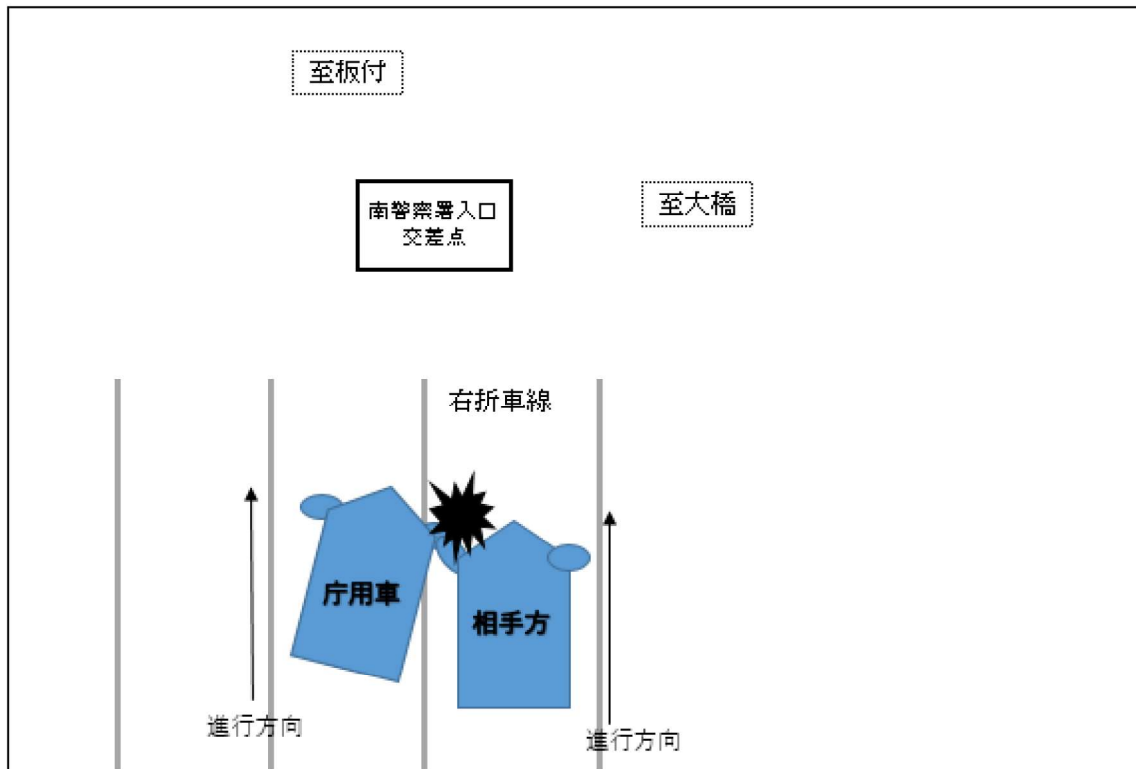 至板付
南警察署入口
交差点
至大橋
右折車線
庁用車
相手方
進行方向
進行方向